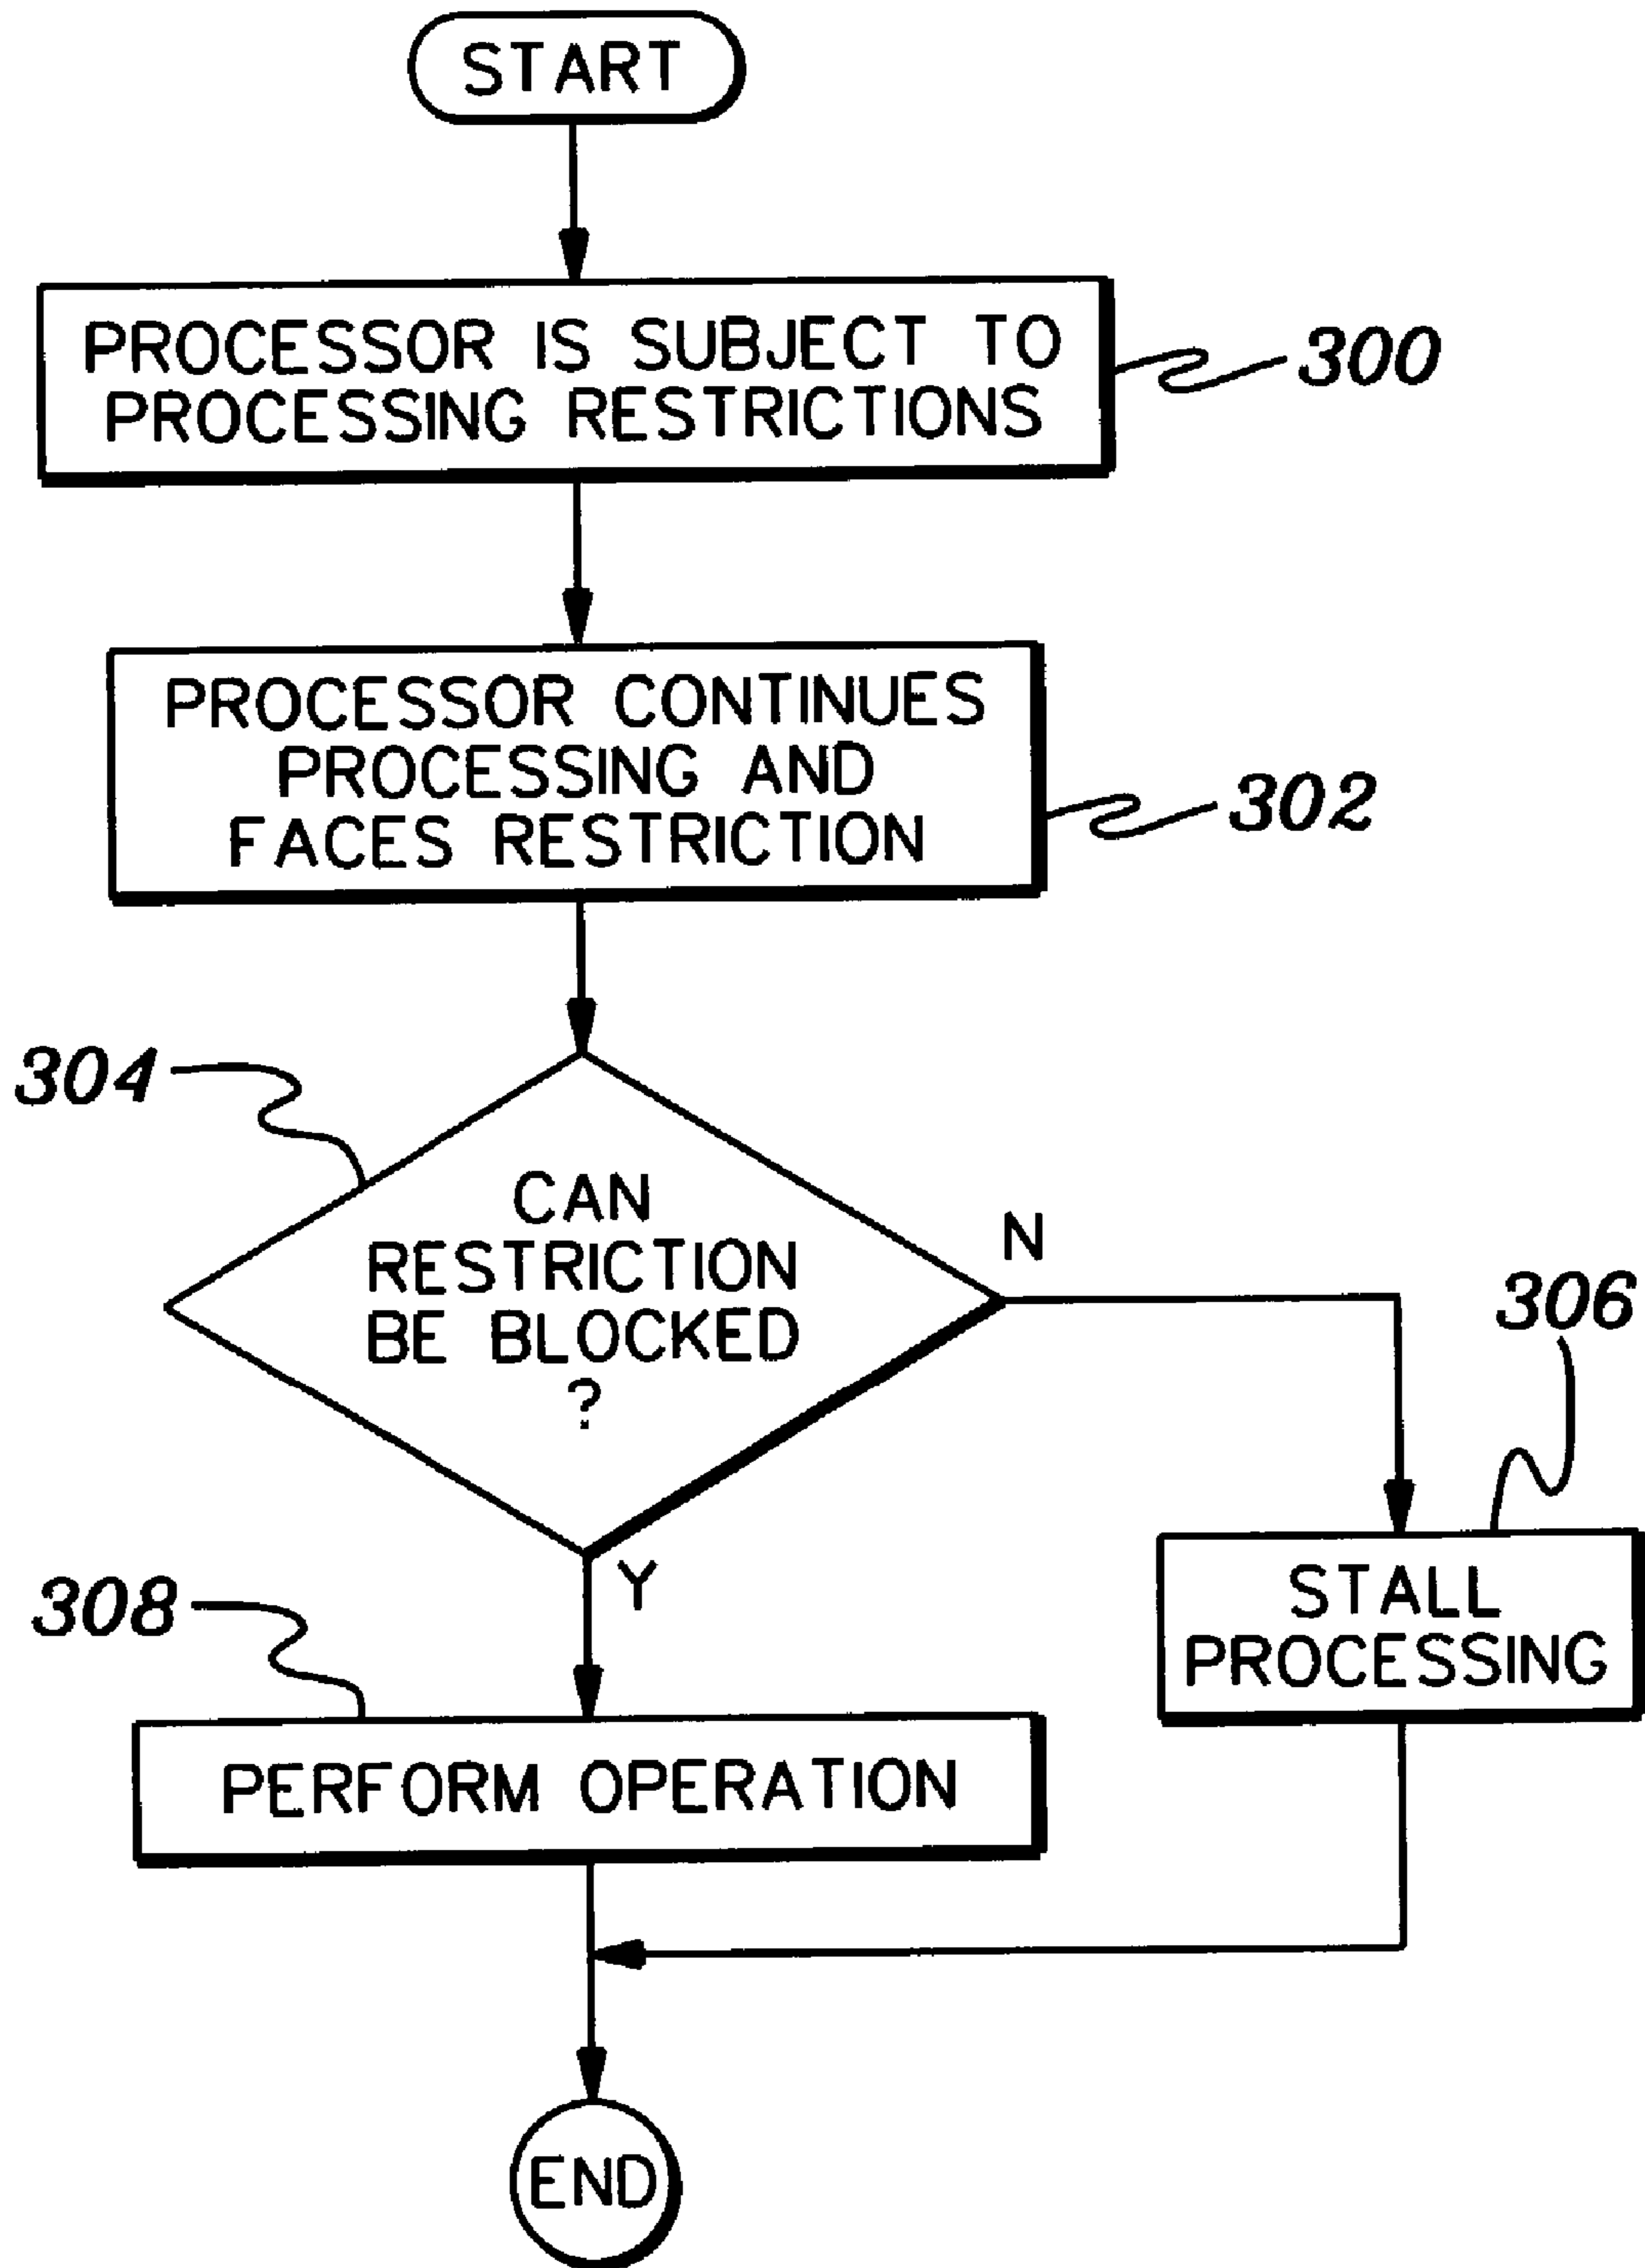 START
PROCESSOR IS SUBJECT TO
PROCESSING RESTRICTIONS
300
PROCESSOR CONTINUES
PROCESSING AND
FACES RESTRICTION
302
304
CAN
RESTRICTION
BE BLOCKED
?
N
306
Y
STALL
PROCESSING
308
PERFORM OPERATION
END